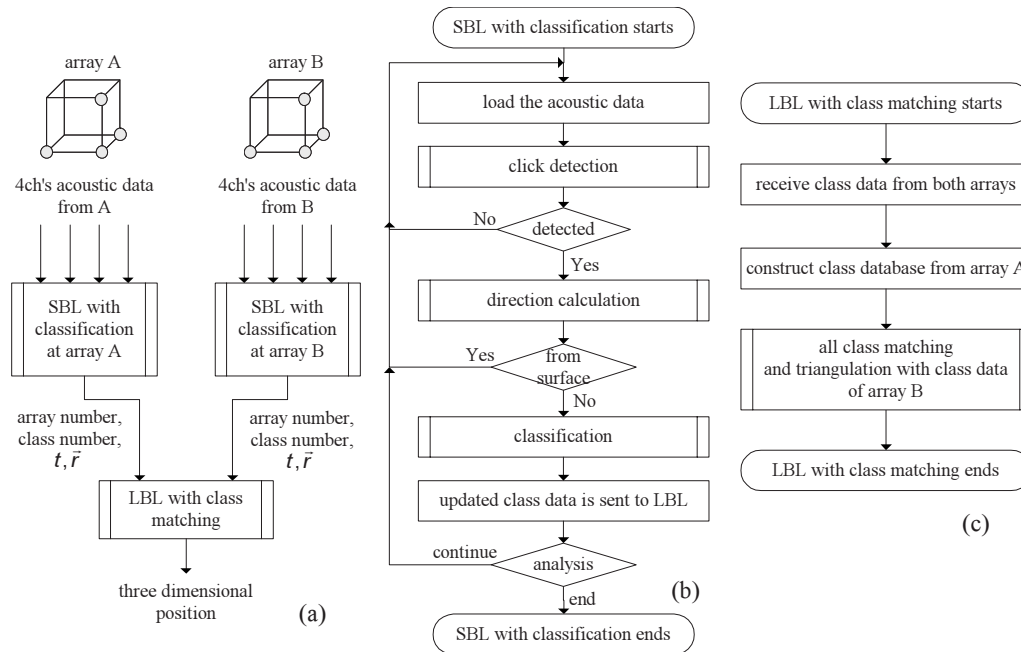 array A
array B
4ch's acoustic data
from A
4ch's acoustic data
from B
SBL with
classification
at array A
SBL with
classification
at array B
array number,
class number,
t, r⃗
array number,
class number,
t, r⃗
LBL with class
matching
three dimensional
position
(a)
SBL with classification starts
load the acoustic data
click detection
No
detected
Yes
direction calculation
Yes
from
surface
No
classification
updated class data is sent to LBL
continue
analysis
end
(b)
SBL with classification ends
LBL with class matching starts
receive class data from both arrays
construct class database from array A
all class matching
and triangulation with class data
of array B
LBL with class matching ends
(c)